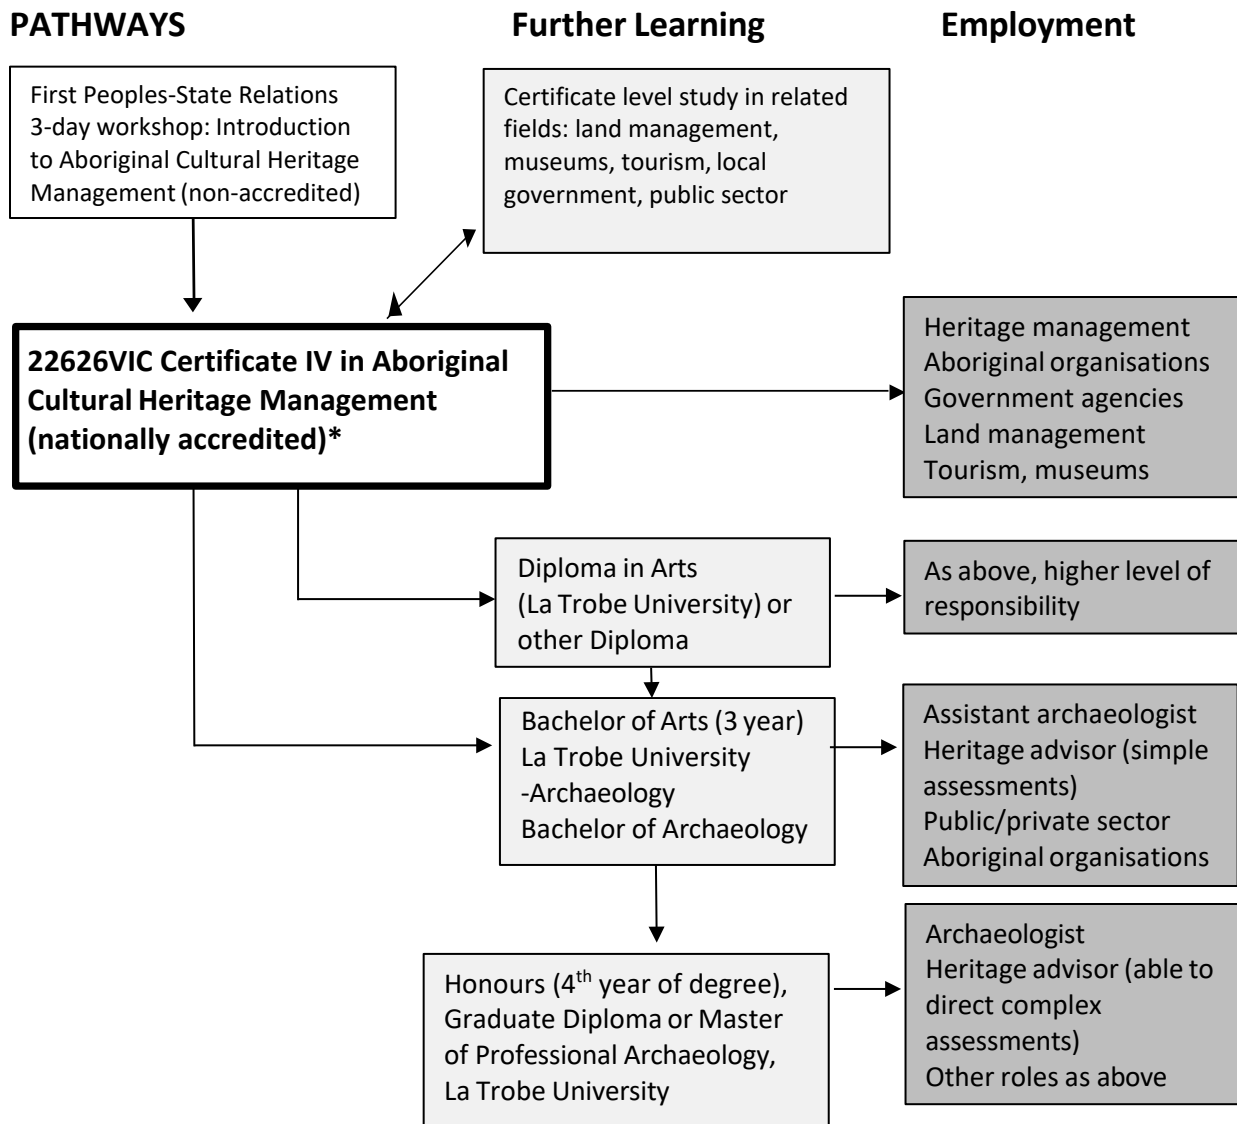 PATHWAYS
Further Learning
Employment
First Peoples-State Relations
3-day workshop: Introduction
to Aboriginal Cultural Heritage
Management (non-accredited)
Certificate level study in related
fields: land management,
museums, tourism, local
government, public sector
22626VIC Certificate IV in Aboriginal
Cultural Heritage Management
(nationally accredited)*
Heritage management
Aboriginal organisations
Government agencies
Land management
Tourism, museums
Diploma in Arts
(La Trobe University) or
other Diploma
As above, higher level of
responsibility
Bachelor of Arts (3 year)
La Trobe University
-Archaeology
Bachelor of Archaeology
Assistant archaeologist
Heritage advisor (simple
assessments)
Public/private sector
Aboriginal organisations
Honours (4th year of degree),
Graduate Diploma or Master
of Professional Archaeology,
La Trobe University
Archaeologist
Heritage advisor (able to
direct complex
assessments)
Other roles as above